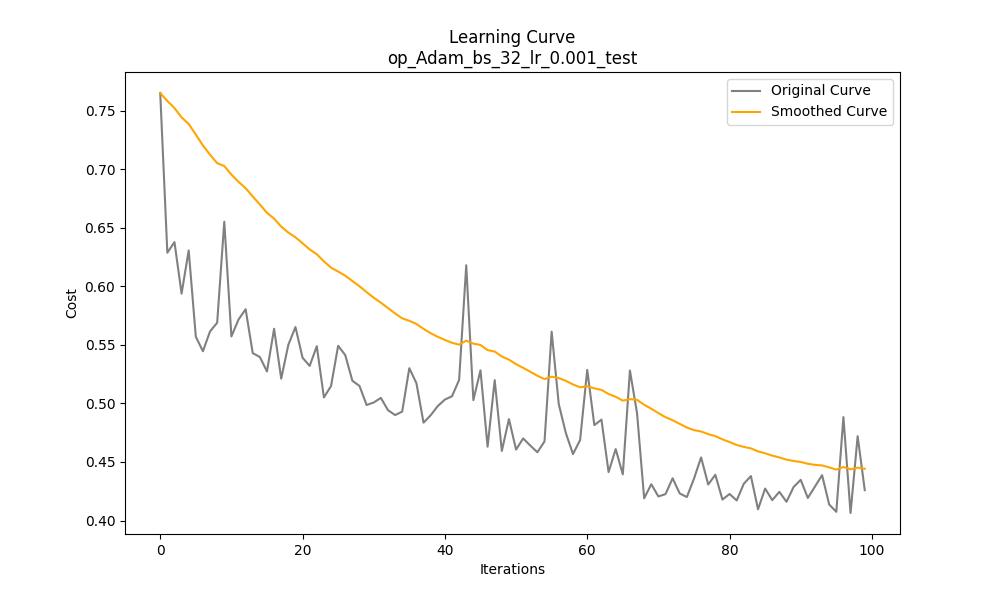 Learning Curve
op_Adam_bs_32_lr_0.001_test
Original Curve
Smoothed Curve
Cost
0.75
0.70
0.65
0.60
0.55
0.50
0.45
0.40
0 20 40 60 80 100
Iterations